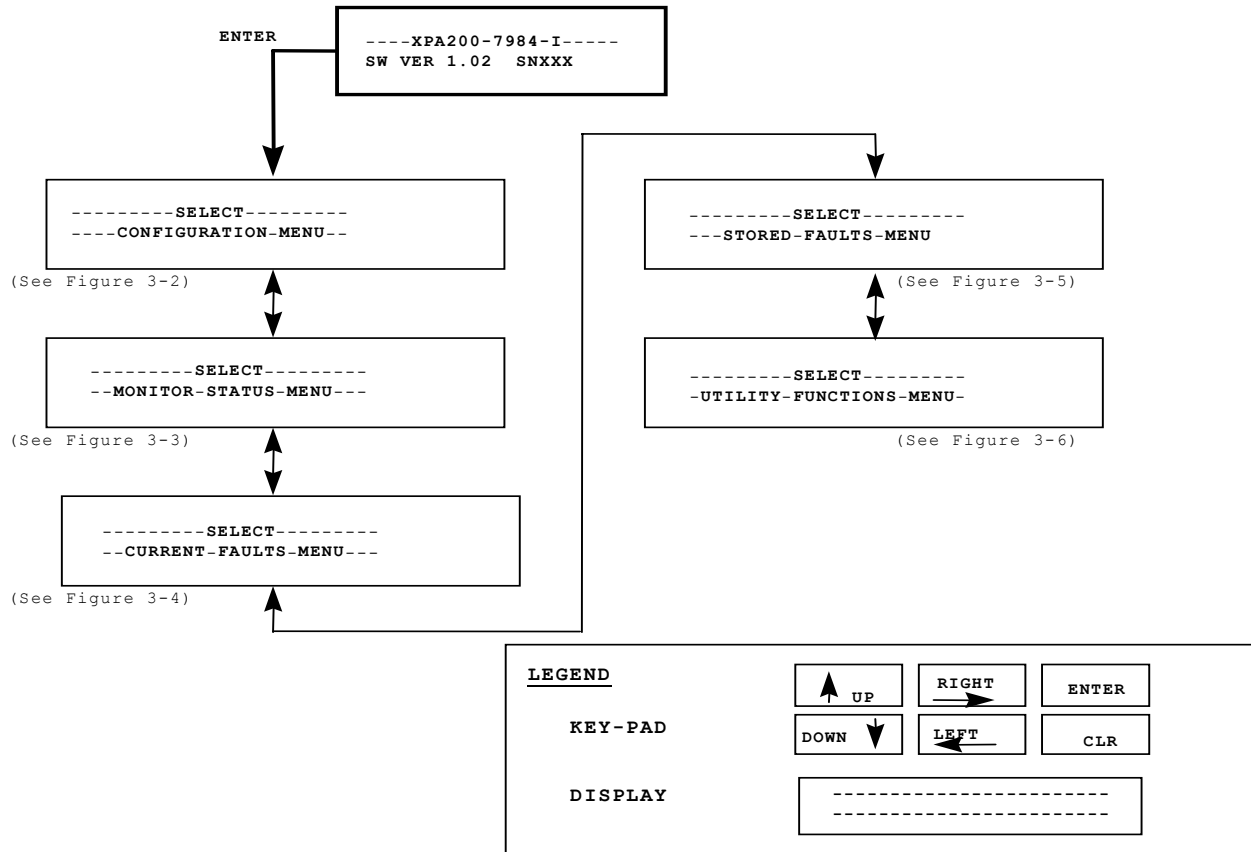 ENTER
----XPA200-7984-I-----
SW VER 1.02 SNXXX
---------SELECT---------
----CONFIGURATION-MENU--
(See Figure 3-2)
---------SELECT---------
--MONITOR-STATUS-MENU---
(See Figure 3-3)
---------SELECT---------
--CURRENT-FAULTS-MENU---
(See Figure 3-4)
---------SELECT---------
---STORED-FAULTS-MENU
(See Figure 3-5)
---------SELECT---------
-UTILITY-FUNCTIONS-MENU-
(See Figure 3-6)
LEGEND
KEY-PAD
UP
RIGHT
ENTER
DOWN
LEFT
CLR
DISPLAY
------------------------
------------------------